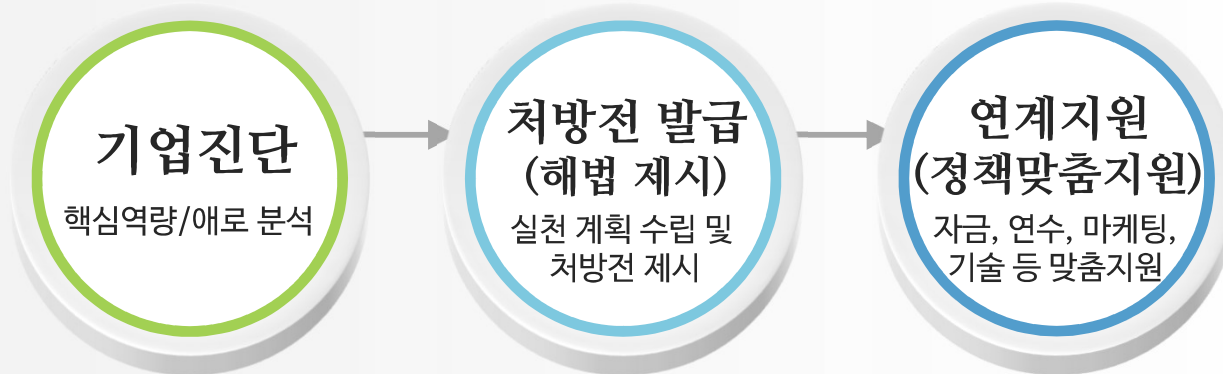 기업진단
핵심역량/애로 분석
처방전 발급
(해법 제시)
실천 계획 수립 및
처방전 제시
연계지원
(정책맞춤지원)
자금, 연수, 마케팅,
기술 등 맞춤지원